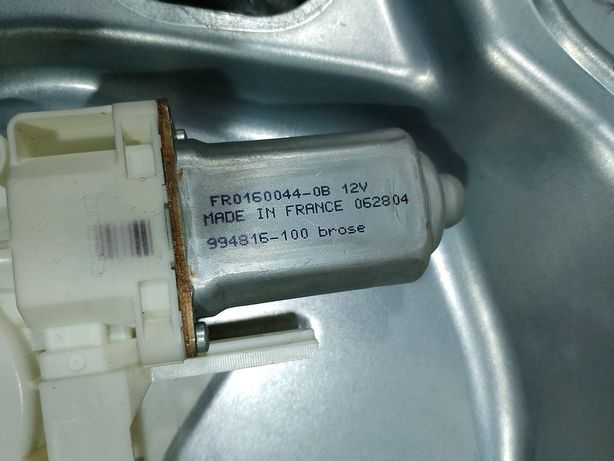 FR0160044-0B 12V
MADE IN FRANCE 062804
994816-100 brose